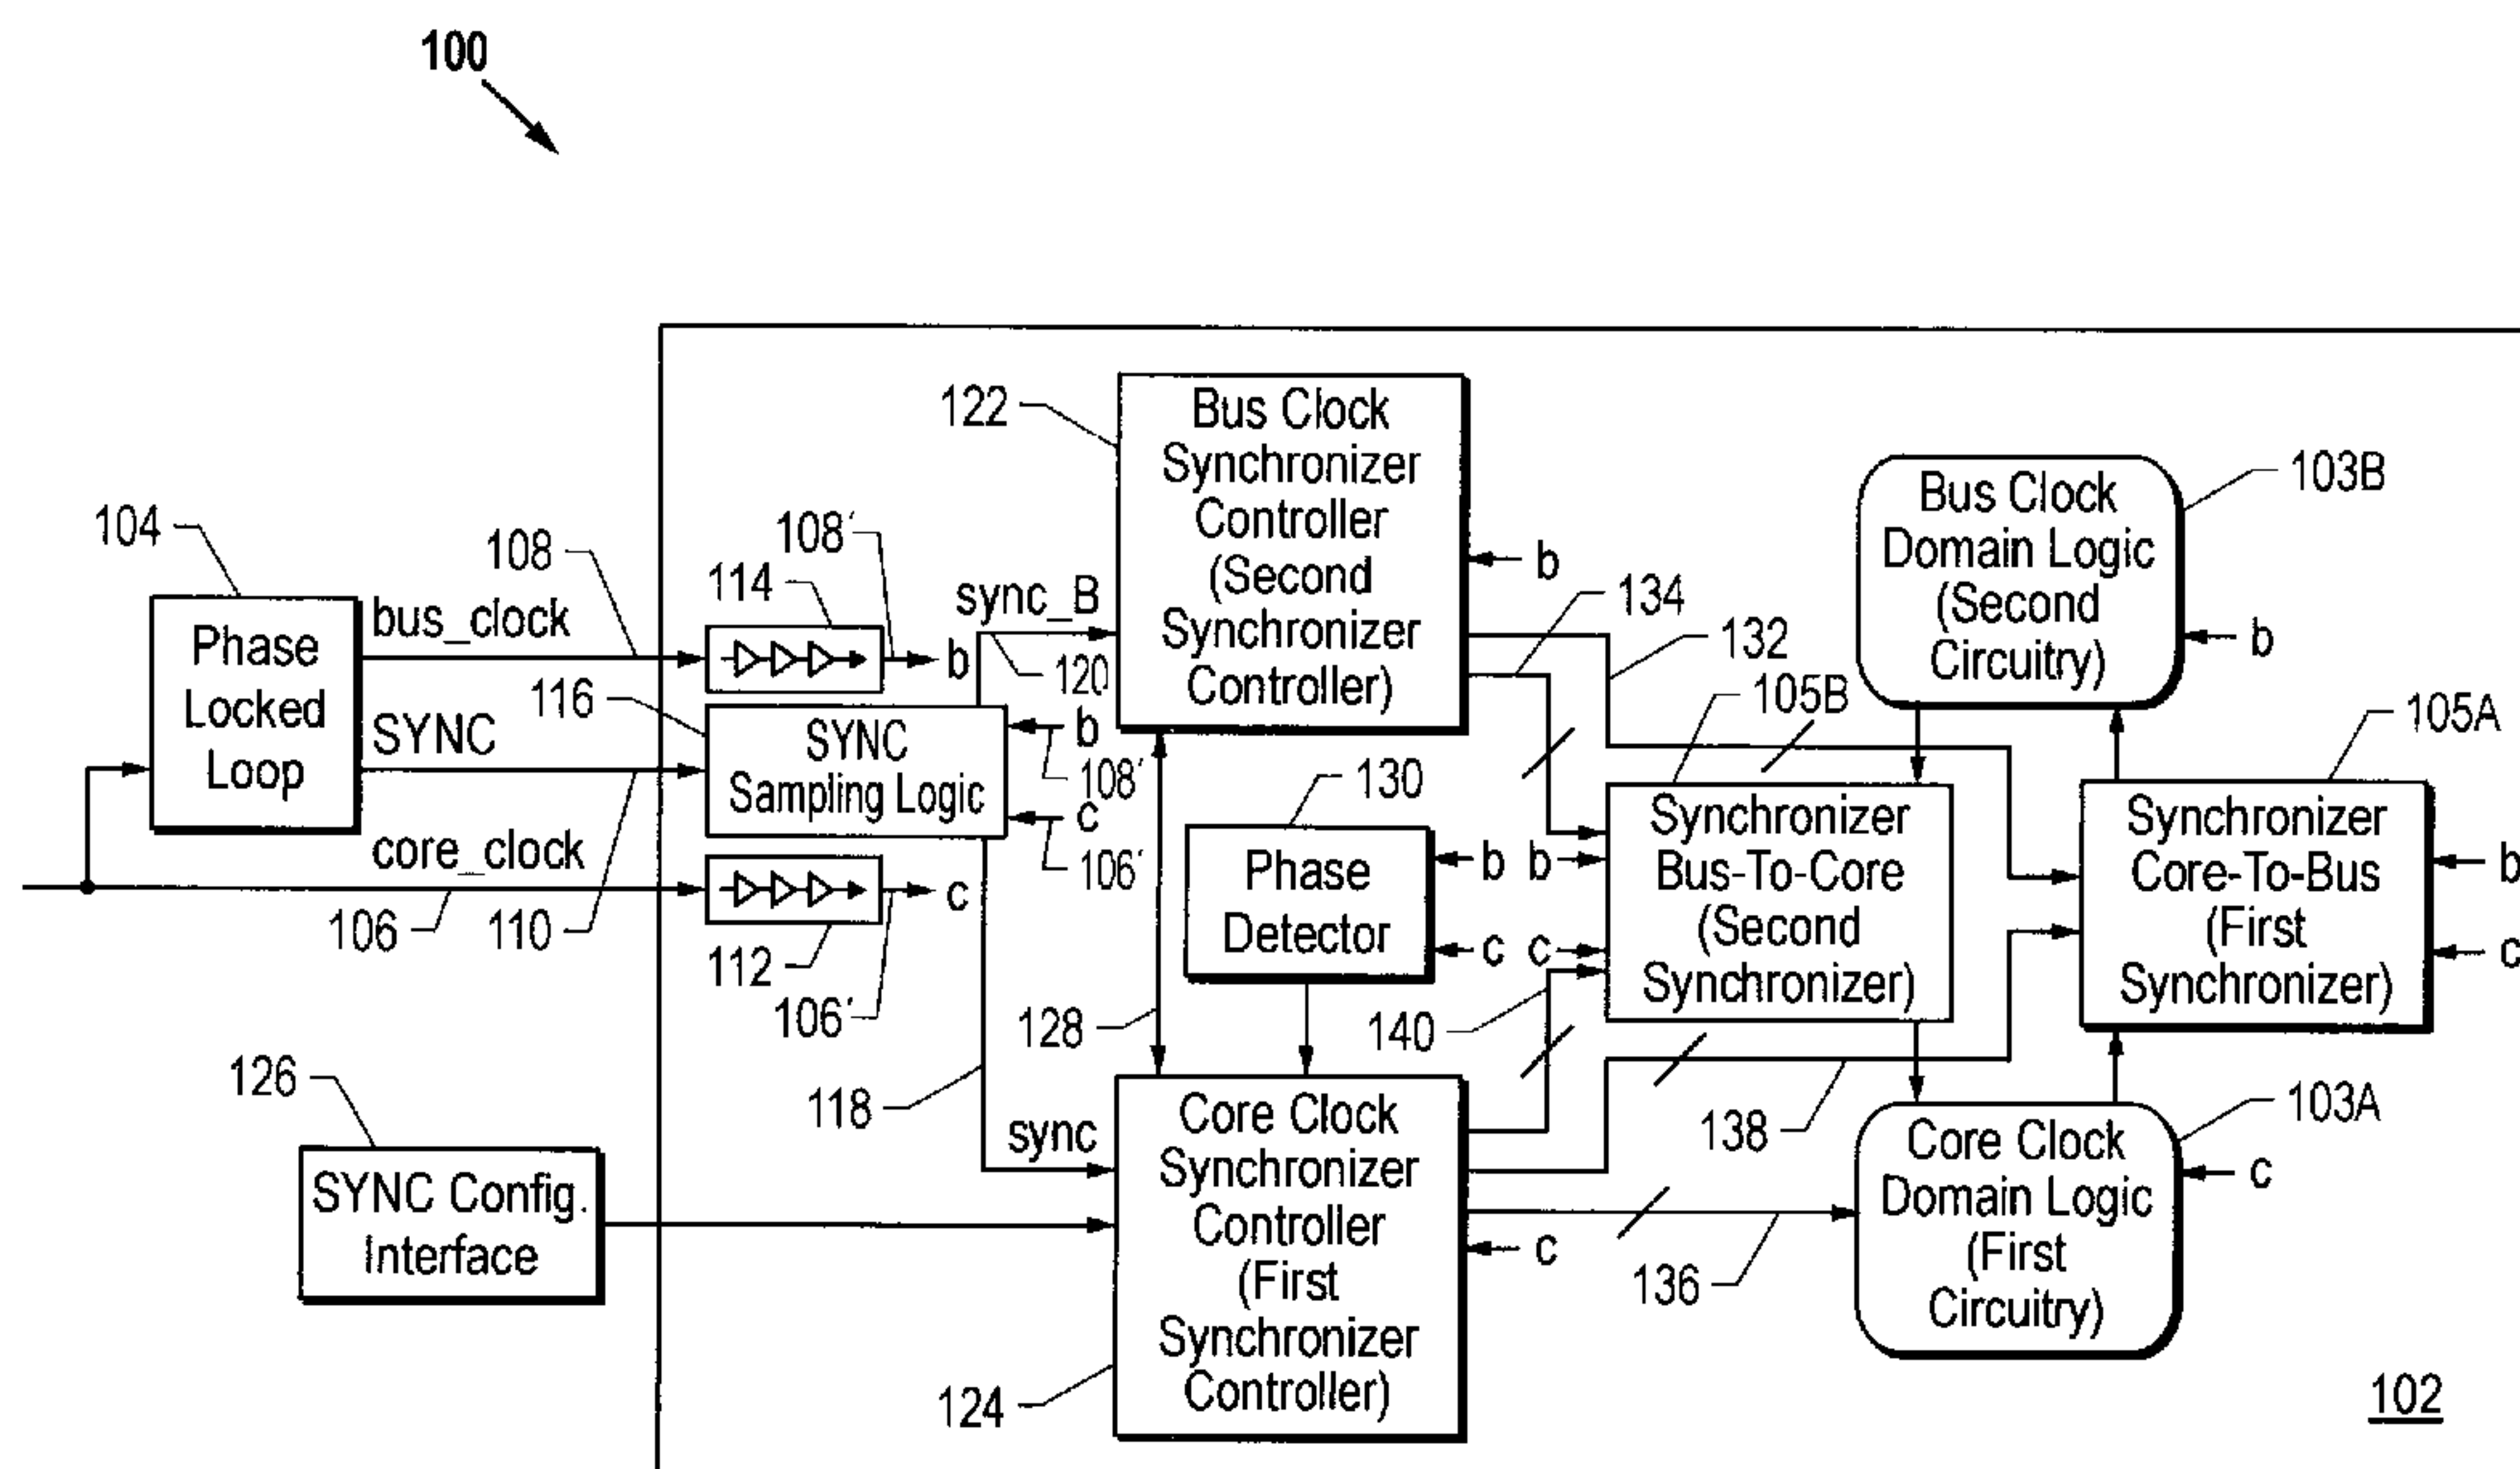 100
122
Bus Clock
Synchronizer
Controller
(Second
Synchronizer
Controller)
b
103B
Bus Clock
Domain Logic
(Second
Circuitry)
b
104
Phase
Locked
Loop
108
bus_clock
SYNC
core_clock
106
110
114
108′
b
116
SYNC
Sampling Logic
b
108′
c
106′
sync_B
120
c
112
106′
134
132
105B
105A
130
Phase
Detector
b
c
b
c
Synchronizer
Bus-To-Core
(Second
Synchronizer)
Synchronizer
Core-To-Bus
(First
Synchronizer)
b
c
128
140
118
sync
126
SYNC Config.
Interface
Core Clock
Synchronizer
Controller
(First
Synchronizer
Controller)
c
124
138
136
103A
Core Clock
Domain Logic
(First
Circuitry)
c
102